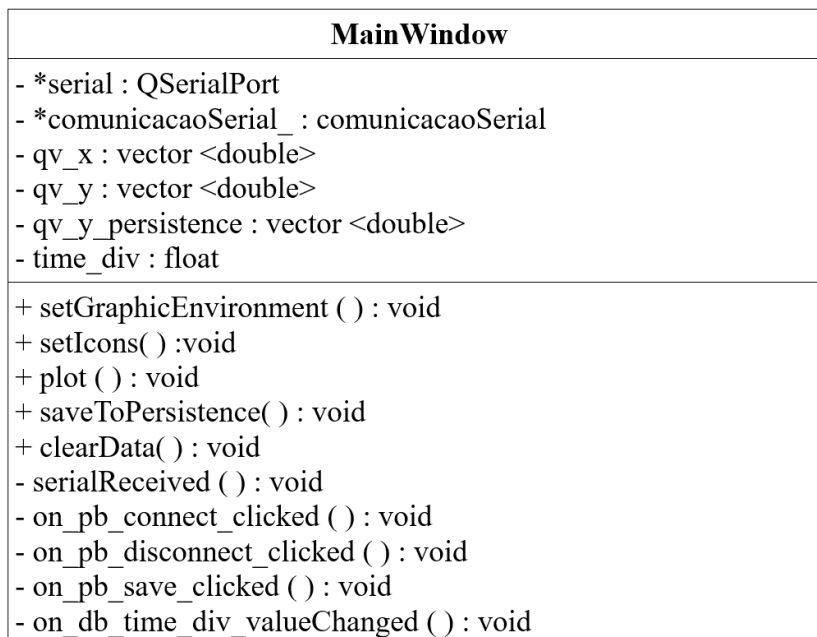 MainWindow
- *serial : QSerialPort
- *comunicacaoSerial_ : comunicacaoSerial
- qv_x : vector <double>
- qv_y : vector <double>
- qv_y_persistence : vector <double>
- time_div : float
+ setGraphicEnvironment ( ) : void
+ setIcons( ) :void
+ plot ( ) : void
+ saveToPersistence( ) : void
+ clearData( ) : void
- serialReceived ( ) : void
- on_pb_connect_clicked ( ) : void
- on_pb_disconnect_clicked ( ) : void
- on_pb_save_clicked ( ) : void
- on_db_time_div_valueChanged ( ) : void